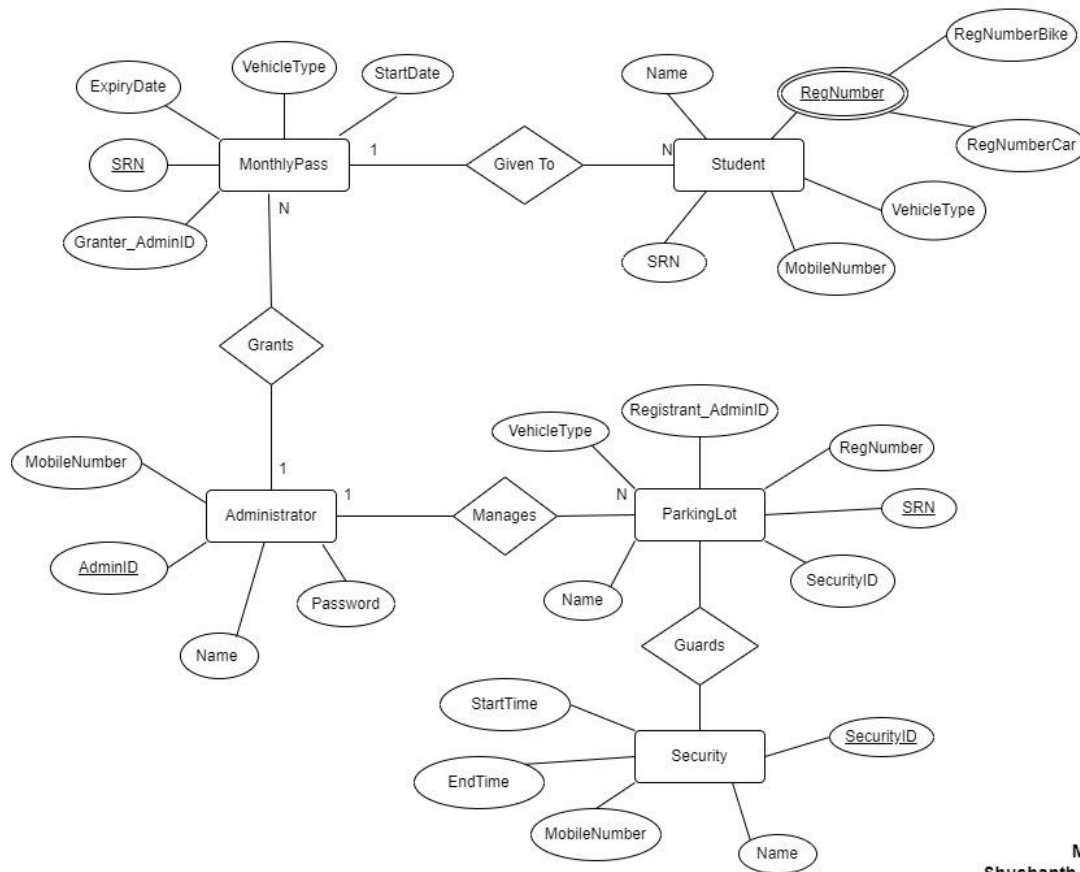 RegNumberBike
VehicleType
StartDate
Name
ExpiryDate
RegNumber
RegNumberCar
SRN
MonthlyPass
1
Given To
N
Student
N
VehicleType
Granter_AdminID
SRN
MobileNumber
Grants
Registrant_AdminID
VehicleType
RegNumber
MobileNumber
1
1
N
SRN
Administrator
Manages
ParkingLot
AdminID
SecurityID
Password
Name
Guards
Name
StartTime
SecurityID
Security
EndTime
MobileNumber
Name
M